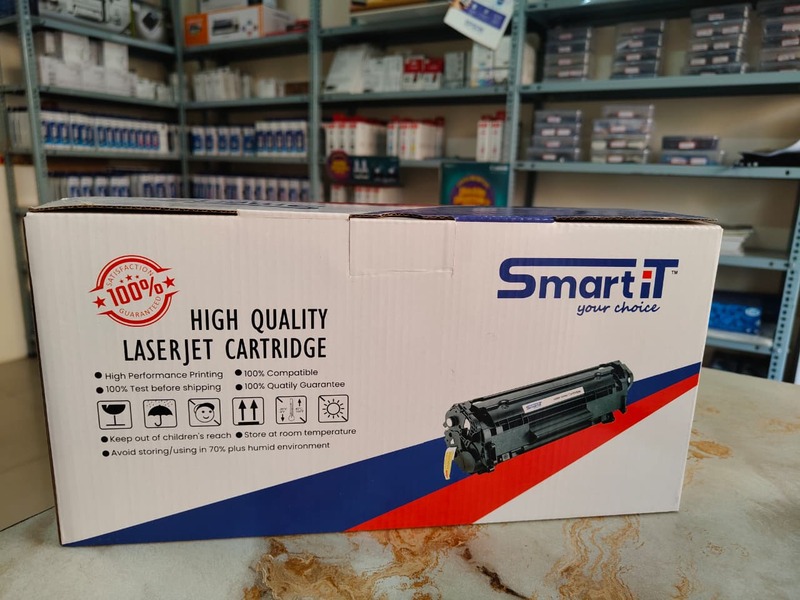 SATISFACTION
100%
GUARANTEED
HIGH QUALITY
LASERJET CARTRIDGE
High Performance Printing
100% Compatible
100% Test before shipping
100% Quatily Guarantee
Keep out of children's reach
Store at room temperature
Avoid storing/using in 70% plus humid environment
Smart iT™
your choice
SmartiT